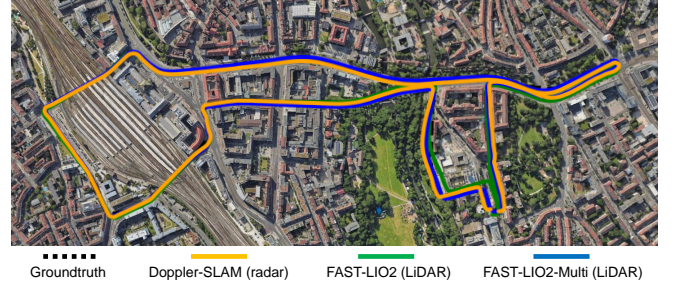 Groundtruth
Doppler-SLAM (radar)
FAST-LIO2 (LiDAR)
FAST-LIO2-Multi (LiDAR)